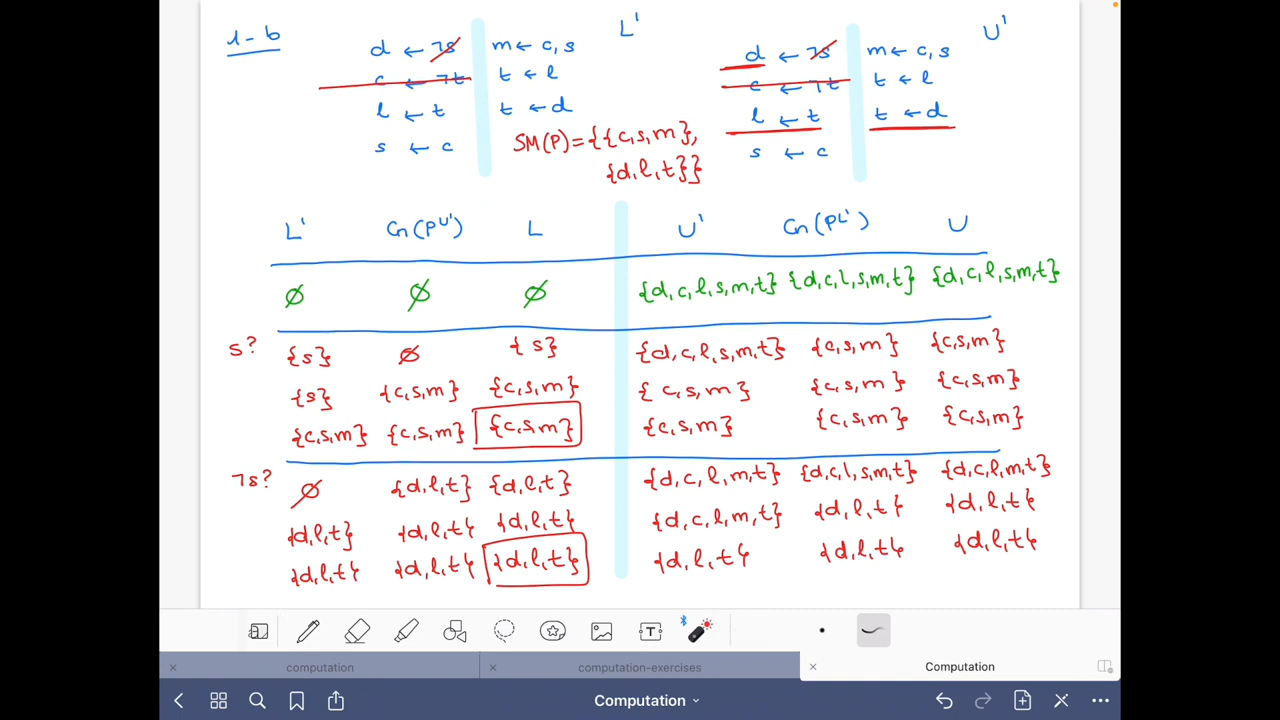 1-b
L'
d ← ¬s m ← c, s
c ← ¬t t ← l
l ← t t ← d
s ← c
SM(P) = {{c,s,m},
{d,l,t}}
U'
d ← ¬s m ← c, s
c ← ¬t t ← l
l ← t t ← d
s ← c
L' Cn(P^U') L U' Cn(P^L') U
∅ ∅ ∅ {d,c,l,s,m,t} {d,c,l,s,m,t} {d,c,l,s,m,t}
s? {s} ∅ {s} {d,c,l,s,m,t} {c,s,m} {c,s,m}
{s} {c,s,m} {c,s,m} {c,s,m} {c,s,m} {c,s,m}
{c,s,m} {c,s,m} {c,s,m} {c,s,m} {c,s,m} {c,s,m}
¬s? ∅ {d,l,t} {d,l,t} {d,c,l,m,t} {d,c,l,s,m,t} {d,c,l,m,t}
{d,l,t} {d,l,t} {d,l,t} {d,c,l,m,t} {d,l,t} {d,l,t}
{d,l,t} {d,l,t} {d,l,t} {d,l,t} {d,l,t} {d,l,t}
T
computation computation-exercises Computation
Computation